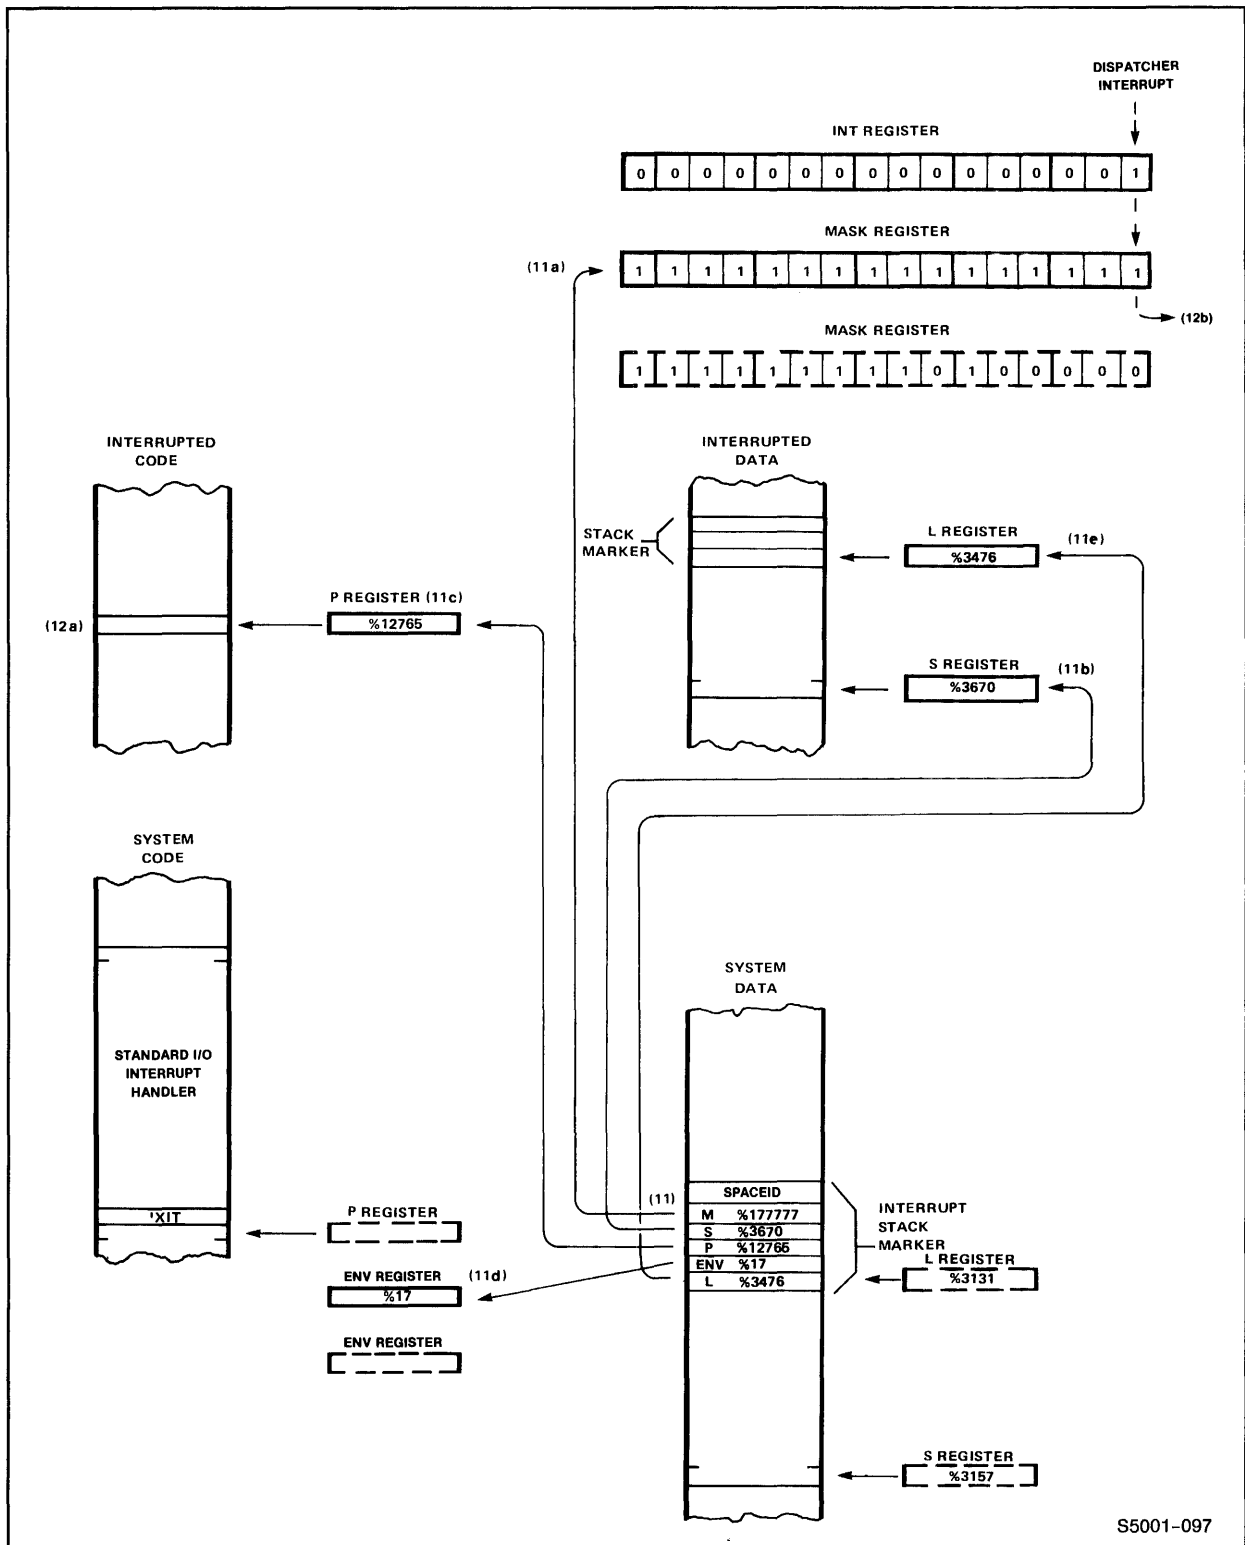 DISPATCHER
INTERRUPT
INT REGISTER
0 0 0 0 0 0 0 0 0 0 0 0 0 0 0 1
MASK REGISTER
(11a)
1 1 1 1 1 1 1 1 1 1 1 1 1 1 1 1
(12b)
MASK REGISTER
1 1 1 1 1 1 1 1 1 0 1 0 0 0 0 0
INTERRUPTED
CODE
INTERRUPTED
DATA
STACK
MARKER
L REGISTER
(11e)
%3476
P REGISTER (11c)
(12a)
%12765
S REGISTER
(11b)
%3670
SYSTEM
CODE
STANDARD I/O
INTERRUPT
HANDLER
SYSTEM
DATA
(11)
SPACEID
M %177777
S %3670
P %12765
ENV %17
L %3476
INTERRUPT
STACK
MARKER
L REGISTER
%3131
'XIT
P REGISTER
ENV REGISTER
(11d)
%17
ENV REGISTER
S REGISTER
%3157
S5001-097